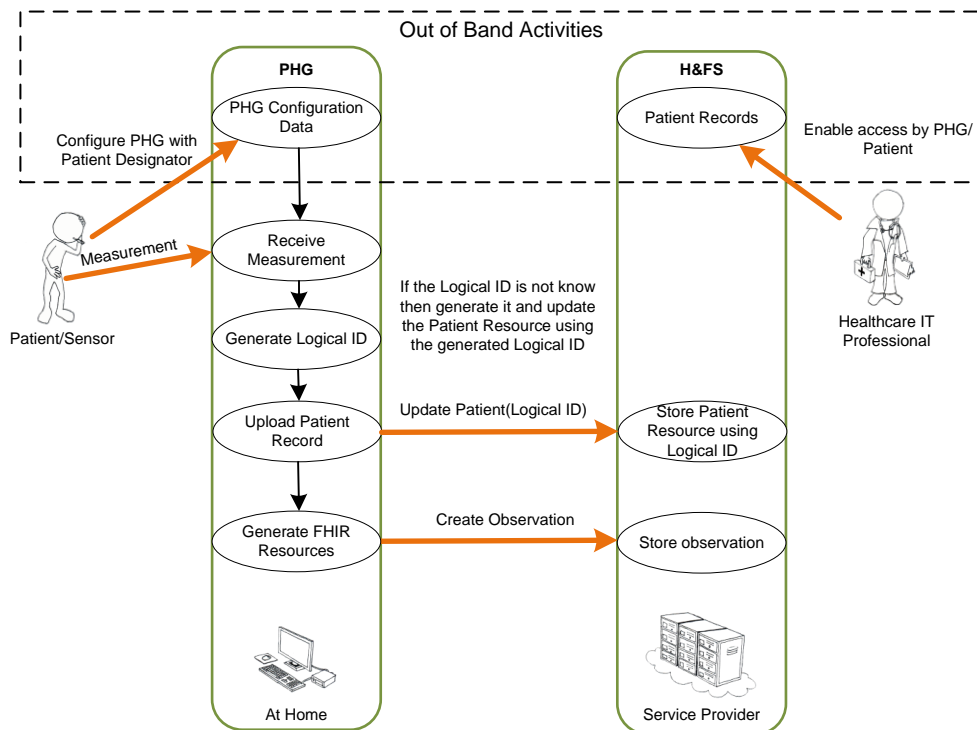 Out of Band Activities
PHG
H&FS
PHG Configuration
Data
Patient Records
Configure PHG with
Patient Designator
Enable access by PHG/
Patient
Measurement
Receive
Measurement
Patient/Sensor
If the Logical ID is not know
then generate it and update
the Patient Resource using
the generated Logical ID
Healthcare IT
Professional
Generate Logical ID
Upload Patient
Record
Update Patient(Logical ID)
Store Patient
Resource using
Logical ID
Generate FHIR
Resources
Create Observation
Store observation
At Home
Service Provider